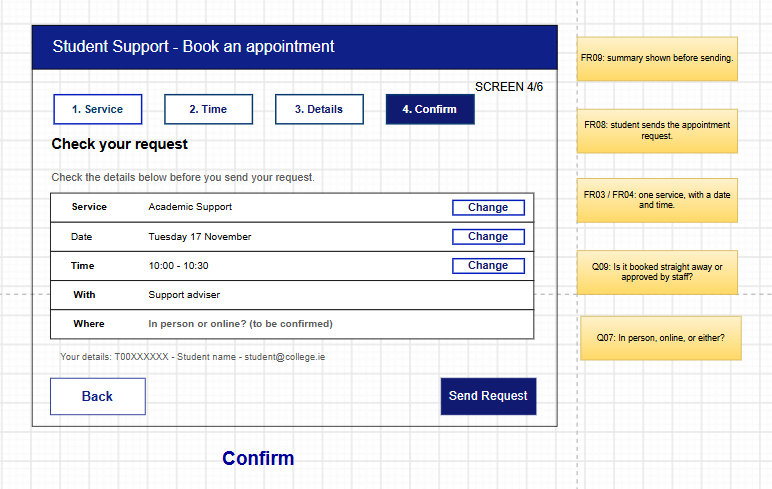 Student Support - Book an appointment
SCREEN 4/6
1. Service
2. Time
3. Details
4. Confirm
Check your request
Check the details below before you send your request.
Service Academic Support Change
Date Tuesday 17 November Change
Time 10:00 - 10:30 Change
With Support adviser
Where In person or online? (to be confirmed)
Your details: T00XXXXXX - Student name - student@college.ie
Back
Send Request
Confirm
FR09: summary shown before sending.
FR08: student sends the appointment
request.
FR03 / FR04: one service, with a date
and time.
Q09: Is it booked straight away or
approved by staff?
Q07: In person, online, or either?